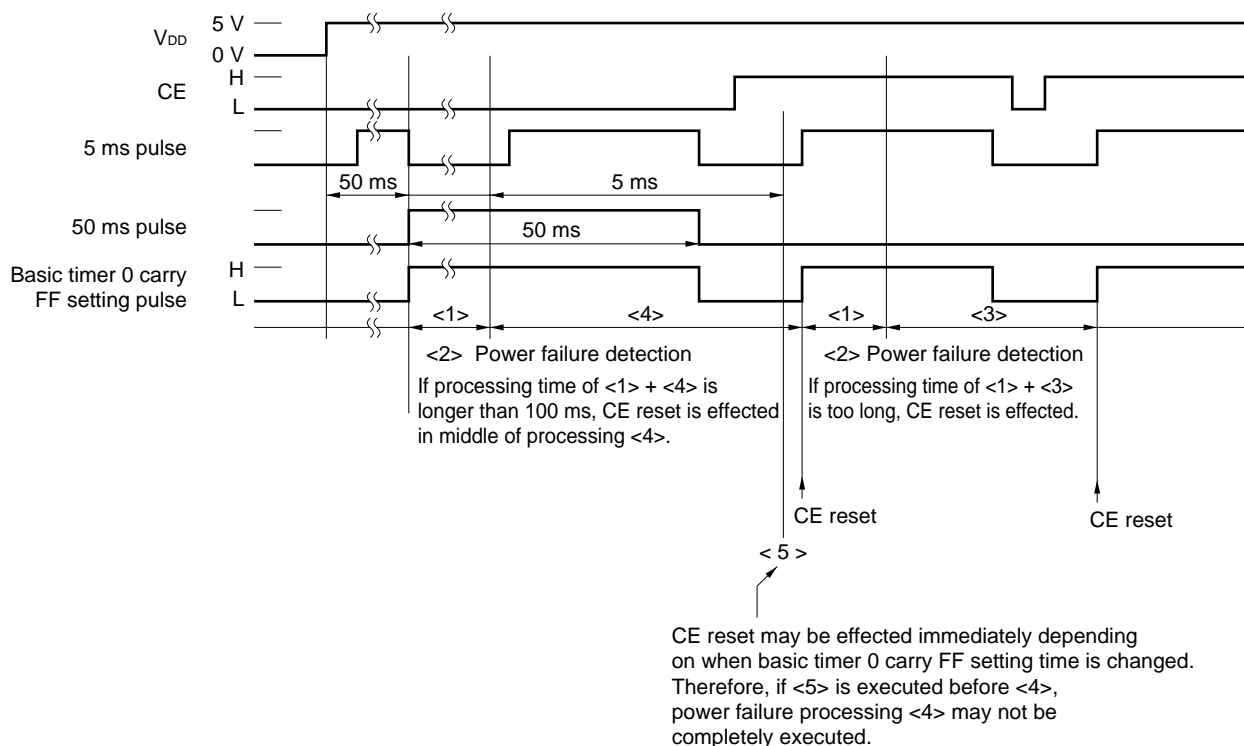 5 V
VDD
0 V
H
CE
L
5 ms pulse
50 ms
5 ms
50 ms pulse
50 ms
Basic timer 0 carry
FF setting pulse
H
L
<1>
<4>
<1>
<3>
<2> Power failure detection
If processing time of <1> + <4> is
longer than 100 ms, CE reset is effected
in middle of processing <4>.
<2> Power failure detection
If processing time of <1> + <3>
is too long, CE reset is effected.
CE reset
CE reset
< 5 >
CE reset may be effected immediately depending
on when basic timer 0 carry FF setting time is changed.
Therefore, if <5> is executed before <4>,
power failure processing <4> may not be
completely executed.